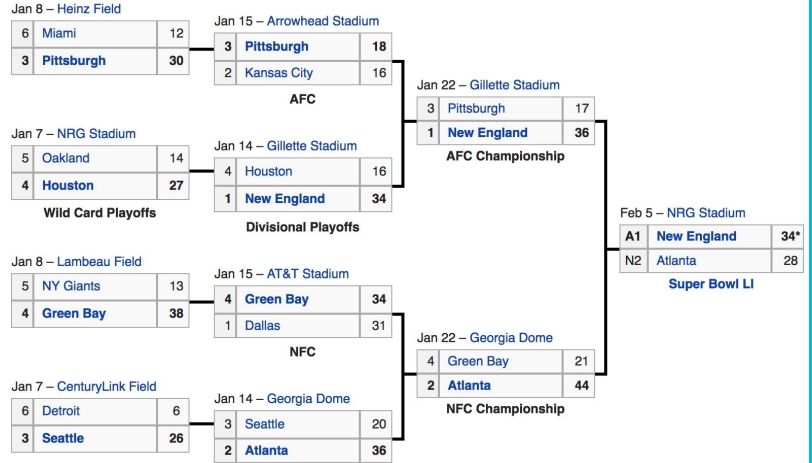 Jan 8 – Heinz Field
6 Miami 12
3 Pittsburgh 30
Jan 15 – Arrowhead Stadium
3 Pittsburgh 18
2 Kansas City 16
AFC
Jan 22 – Gillette Stadium
3 Pittsburgh 17
1 New England 36
AFC Championship
Jan 7 – NRG Stadium
5 Oakland 14
4 Houston 27
Wild Card Playoffs
Jan 14 – Gillette Stadium
4 Houston 16
1 New England 34
Divisional Playoffs
Feb 5 – NRG Stadium
A1 New England 34*
N2 Atlanta 28
Super Bowl LI
Jan 8 – Lambeau Field
5 NY Giants 13
4 Green Bay 38
Jan 15 – AT&T Stadium
4 Green Bay 34
1 Dallas 31
NFC
Jan 22 – Georgia Dome
4 Green Bay 21
2 Atlanta 44
NFC Championship
Jan 7 – CenturyLink Field
6 Detroit 6
3 Seattle 26
Jan 14 – Georgia Dome
3 Seattle 20
2 Atlanta 36